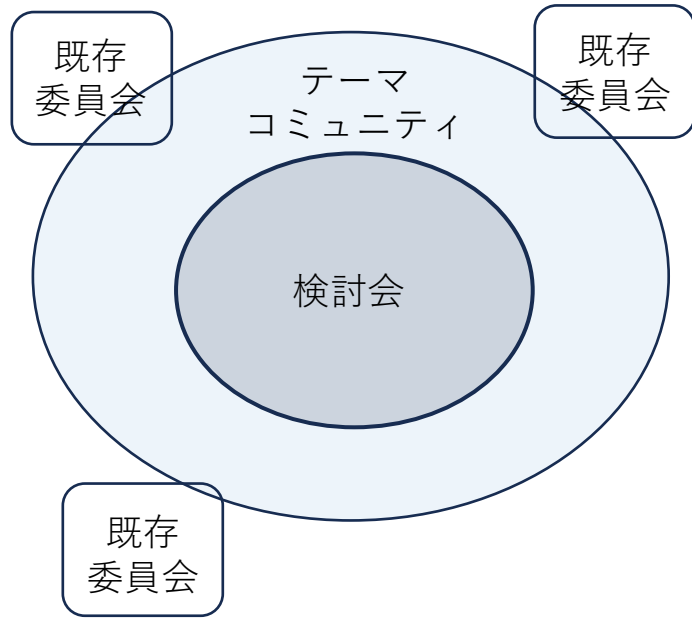 既存
委員会
既存
委員会
テーマ
コミュニティ
検討会
既存
委員会